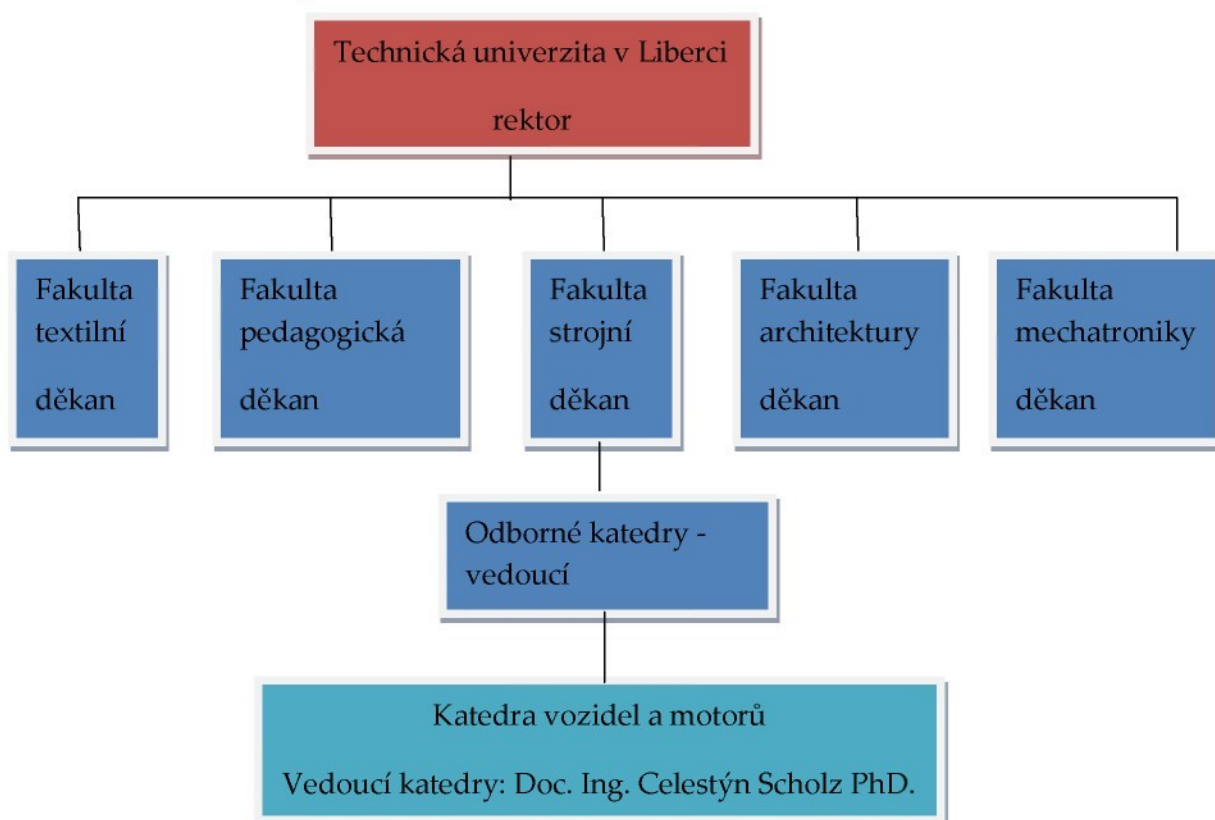 Technická univerzita v Liberci
rektor
Fakulta
textilní
děkan
Fakulta
pedagogická
děkan
Fakulta
strojní
děkan
Fakulta
architektury
děkan
Fakulta
mechatroniky
děkan
Odborné katedry -
vedoucí
Katedra vozidel a motorů
Vedoucí katedry: Doc. Ing. Celestýn Scholz PhD.